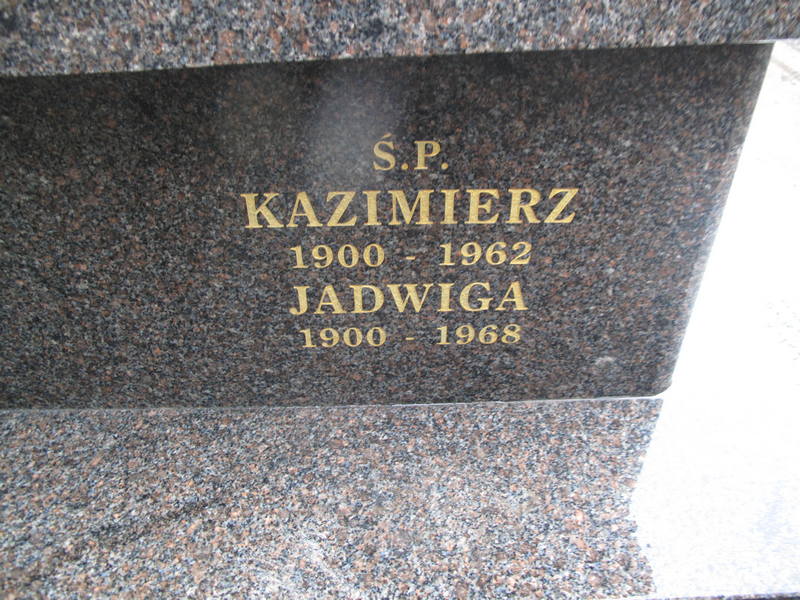 Ś.P.
KAZIMIERZ
1900 - 1962
JADWIGA
1900 - 1968